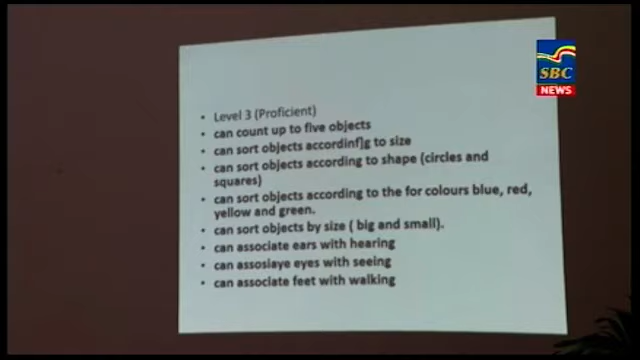 SBC
NEWS
• Level 3 (Proficient)
• can count up to five objects
• can sort objects accordinf]g to size
• can sort objects according to shape (circles and
squares)
• can sort objects according to the for colours blue, red,
yellow and green.
• can sort objects by size ( big and small).
• can associate ears with hearing
• can assosiaye eyes with seeing
• can associate feet with walking